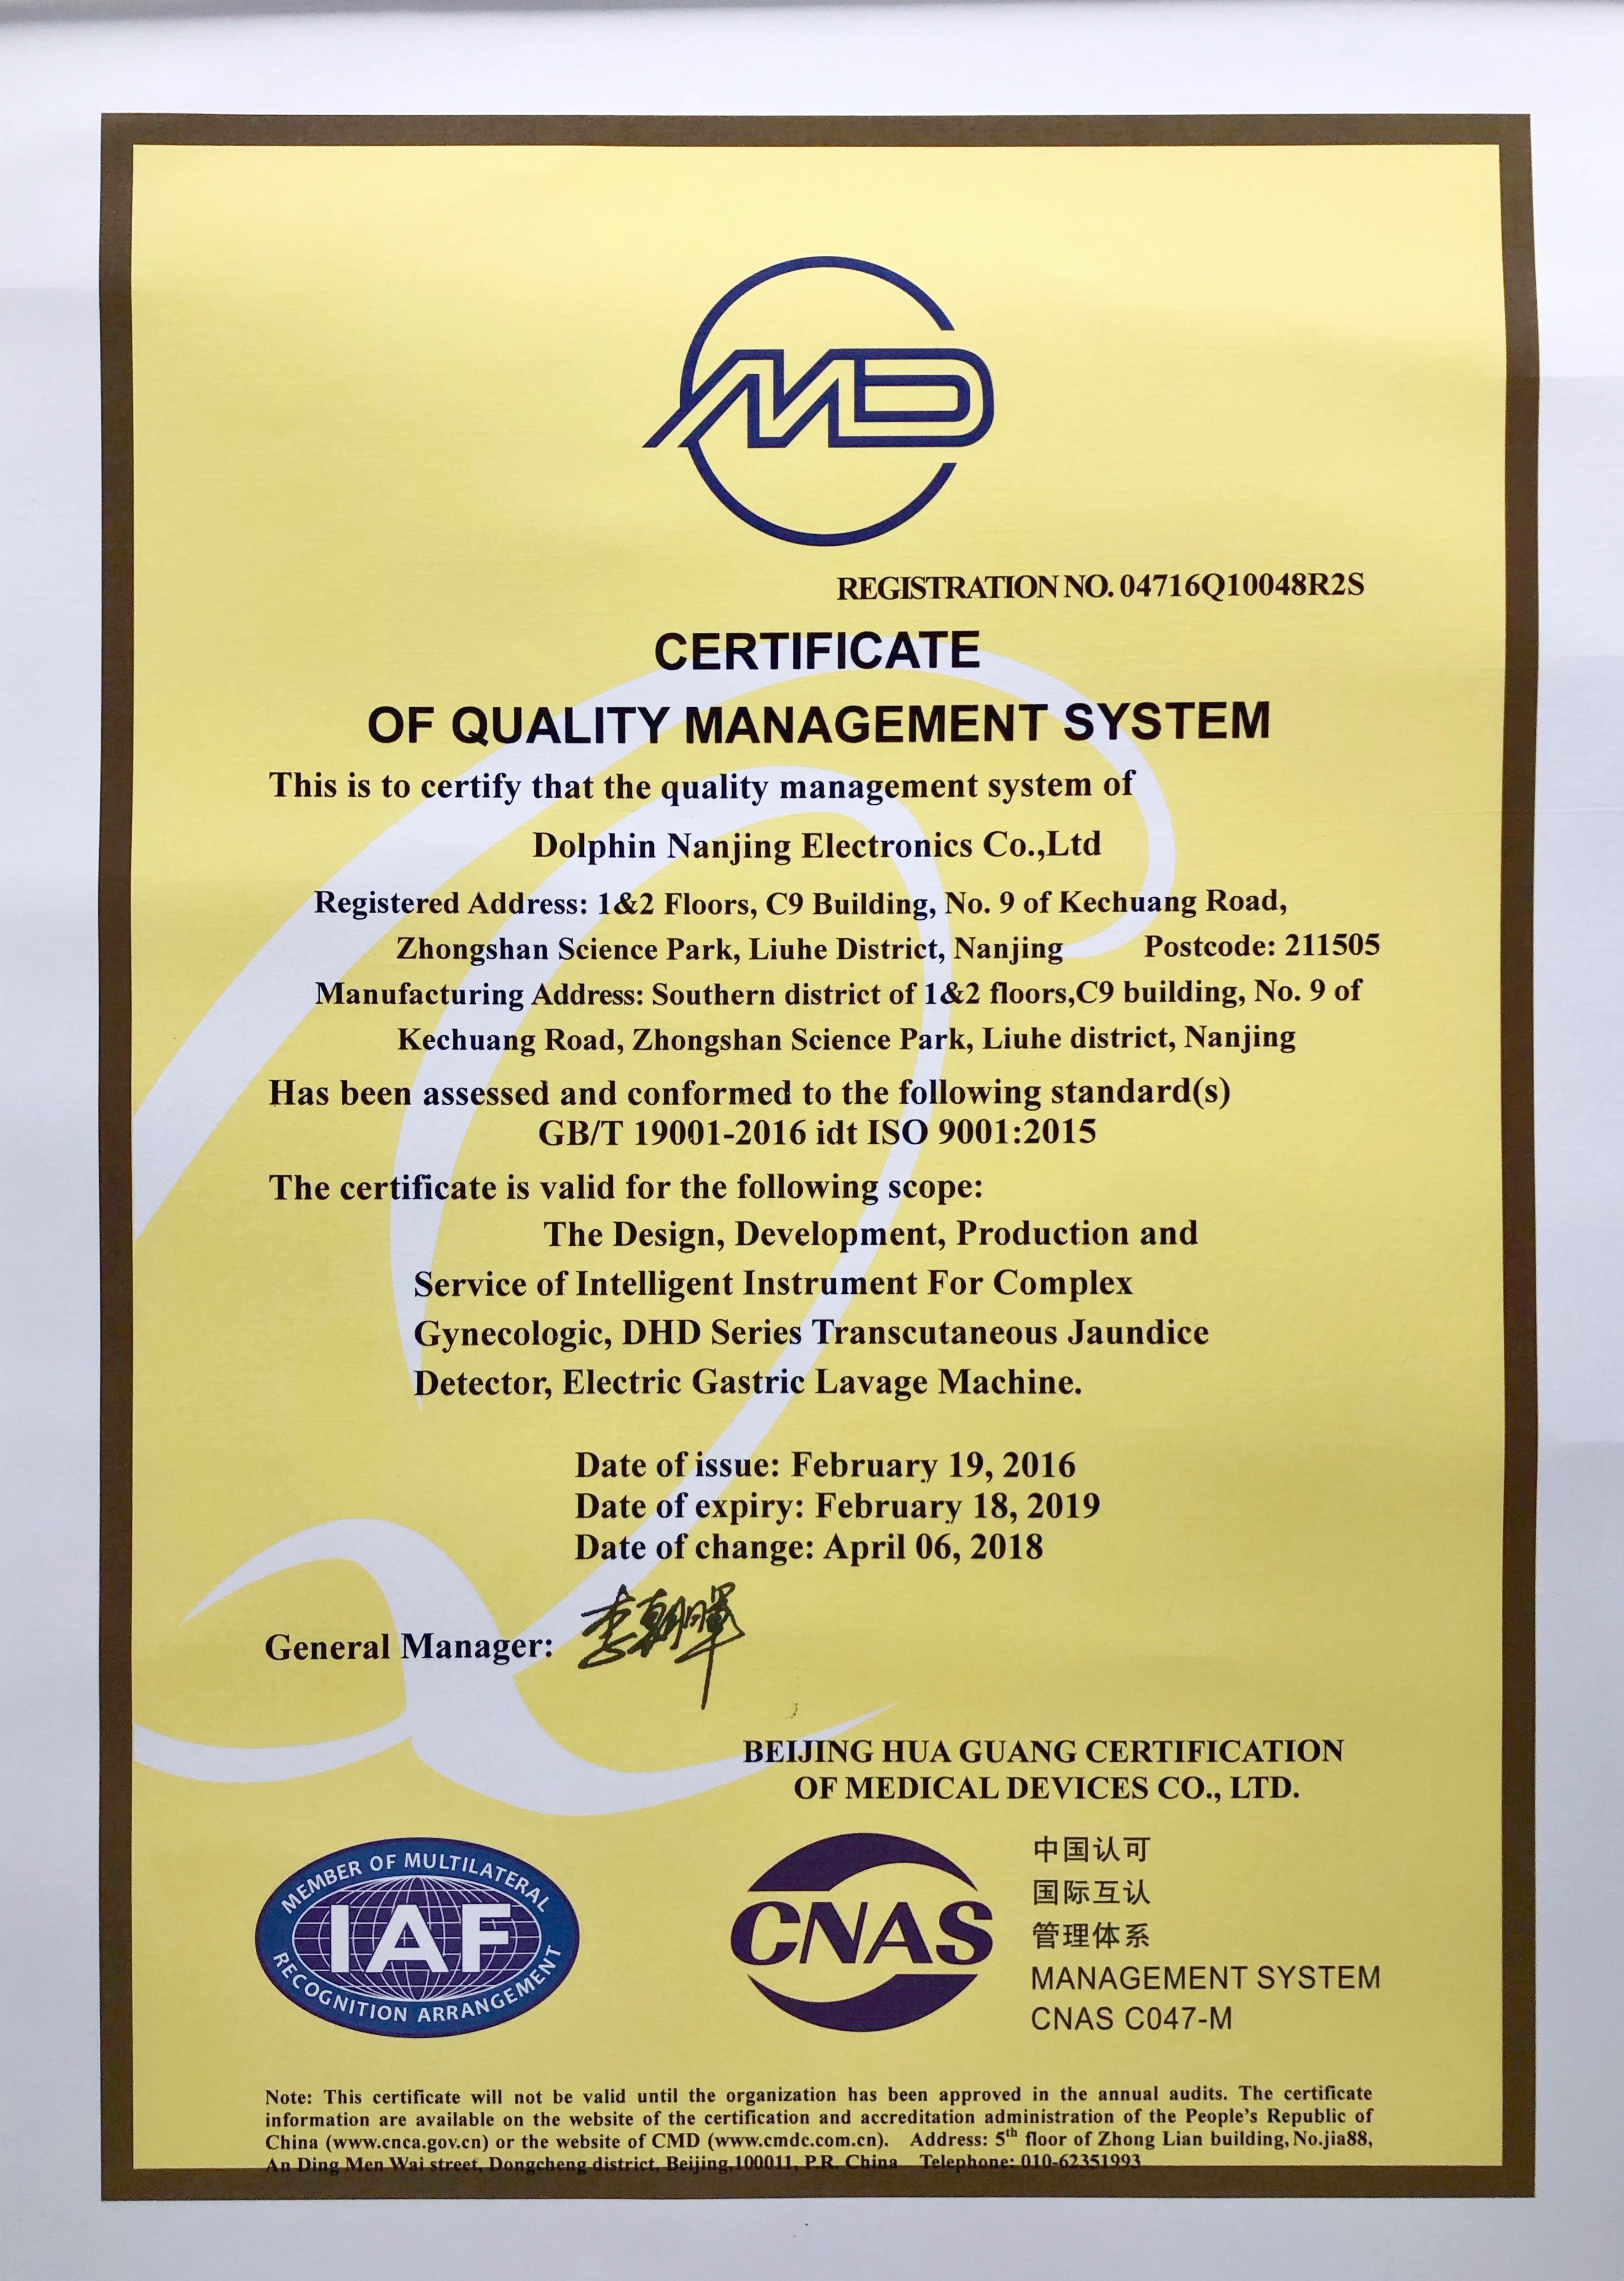 MD
REGISTRATION NO. 04716Q10048R2S
CERTIFICATE
OF QUALITY MANAGEMENT SYSTEM
This is to certify that the quality management system of
Dolphin Nanjing Electronics Co.,Ltd
Registered Address: 1&2 Floors, C9 Building, No. 9 of Kechuang Road,
Zhongshan Science Park, Liuhe District, Nanjing Postcode: 211505
Manufacturing Address: Southern district of 1&2 floors,C9 building, No. 9 of
Kechuang Road, Zhongshan Science Park, Liuhe district, Nanjing
Has been assessed and conformed to the following standard(s)
GB/T 19001-2016 idt ISO 9001:2015
The certificate is valid for the following scope:
The Design, Development, Production and
Service of Intelligent Instrument For Complex
Gynecologic, DHD Series Transcutaneous Jaundice
Detector, Electric Gastric Lavage Machine.
Date of issue: February 19, 2016
Date of expiry: February 18, 2019
Date of change: April 06, 2018
General Manager: 李朝暉
BEIJING HUA GUANG CERTIFICATION
OF MEDICAL DEVICES CO., LTD.
MEMBER OF MULTILATERAL
IAF
RECOGNITION ARRANGEMENT
CNAS
中国认可
国际互认
管理体系
MANAGEMENT SYSTEM
CNAS C047-M
Note: This certificate will not be valid until the organization has been approved in the annual audits. The certificate
information are available on the website of the certification and accreditation administration of the People's Republic of
China (www.cnca.gov.cn) or the website of CMD (www.cmdc.com.cn). Address: 5th floor of Zhong Lian building, No.jia88,
An Ding Men Wai street, Dongcheng district, Beijing,100011, P.R. China Telephone: 010-62351993